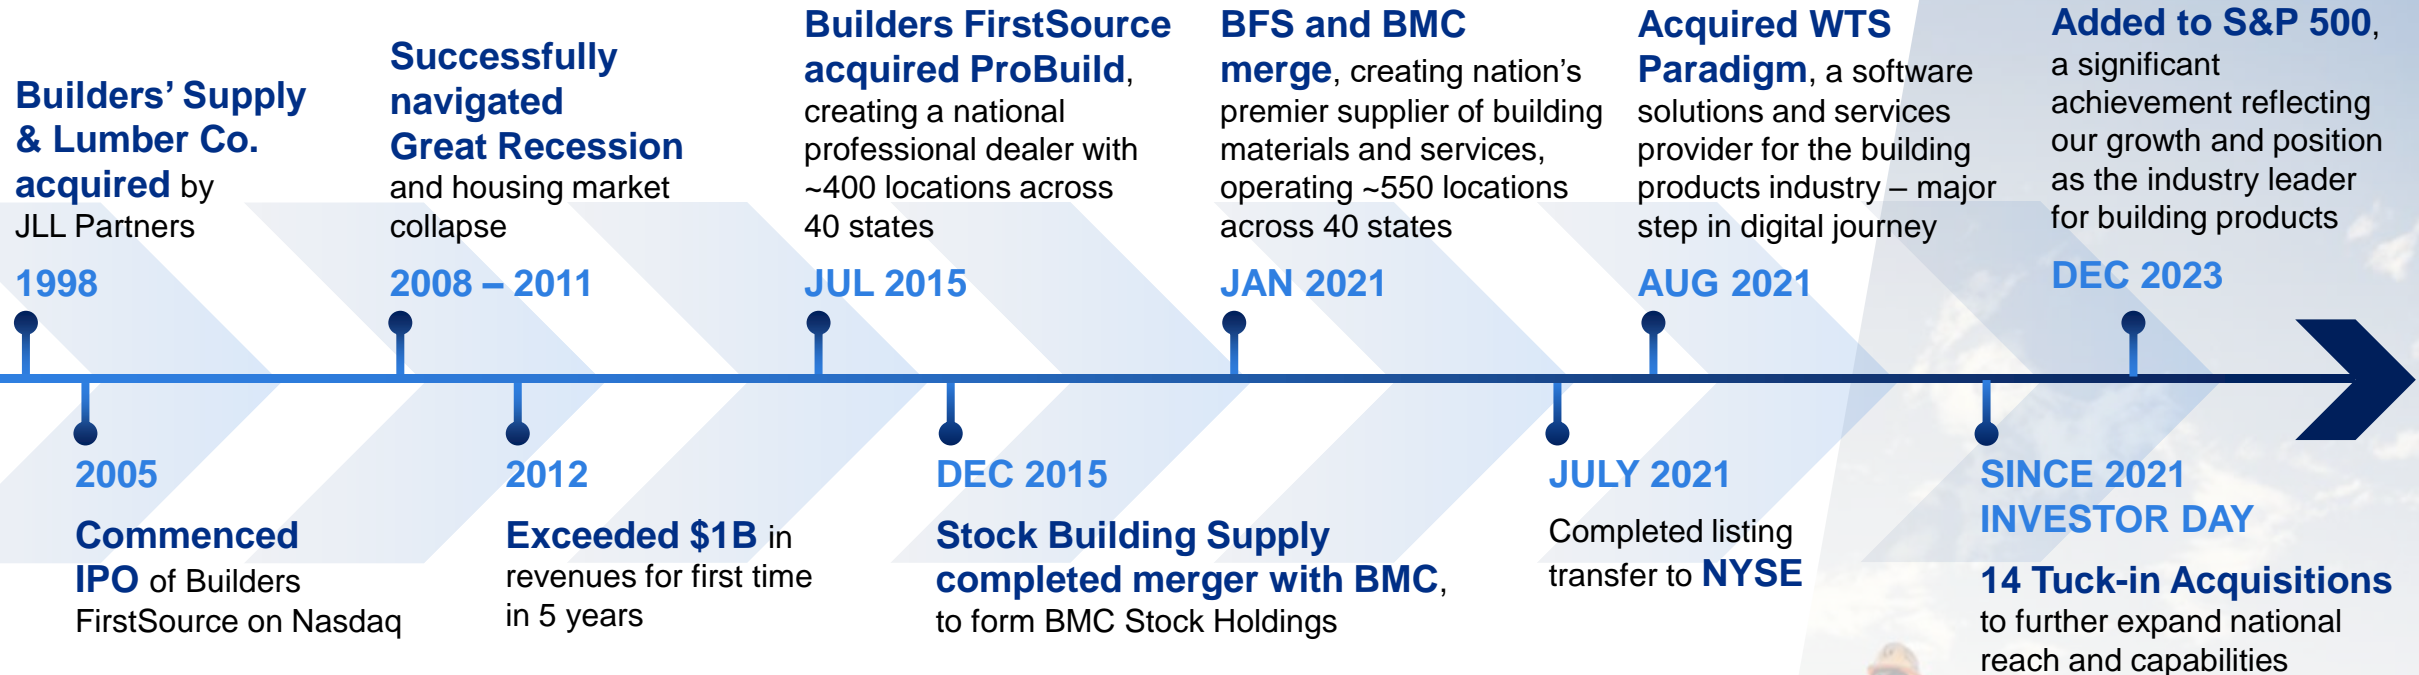 Builders' Supply
& Lumber Co.
acquired by
JLL Partners
1998
Successfully
navigated
Great Recession
and housing market
collapse
2008 – 2011
Builders FirstSource
acquired ProBuild,
creating a national
professional dealer with
~400 locations across
40 states
JUL 2015
BFS and BMC
merge, creating nation's
premier supplier of building
materials and services,
operating ~550 locations
across 40 states
JAN 2021
Acquired WTS
Paradigm, a software
solutions and services
provider for the building
products industry – major
step in digital journey
AUG 2021
Added to S&P 500,
a significant
achievement reflecting
our growth and position
as the industry leader
for building products
DEC 2023
2005
Commenced
IPO of Builders
FirstSource on Nasdaq
2012
Exceeded $1B in
revenues for first time
in 5 years
DEC 2015
Stock Building Supply
completed merger with BMC,
to form BMC Stock Holdings
JULY 2021
Completed listing
transfer to NYSE
SINCE 2021
INVESTOR DAY
14 Tuck-in Acquisitions
to further expand national
reach and capabilities